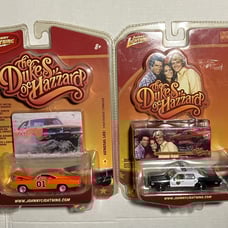 JOHNNY LIGHTNING
8+
The
Dukes
of Hazzard
GENERAL LEE
01
WWW.JOHNNYLIGHTNING.COM
JOHNNY LIGHTNING
The
Dukes
of Hazzard
WWW.JOHNNYLIGHTNING.COM